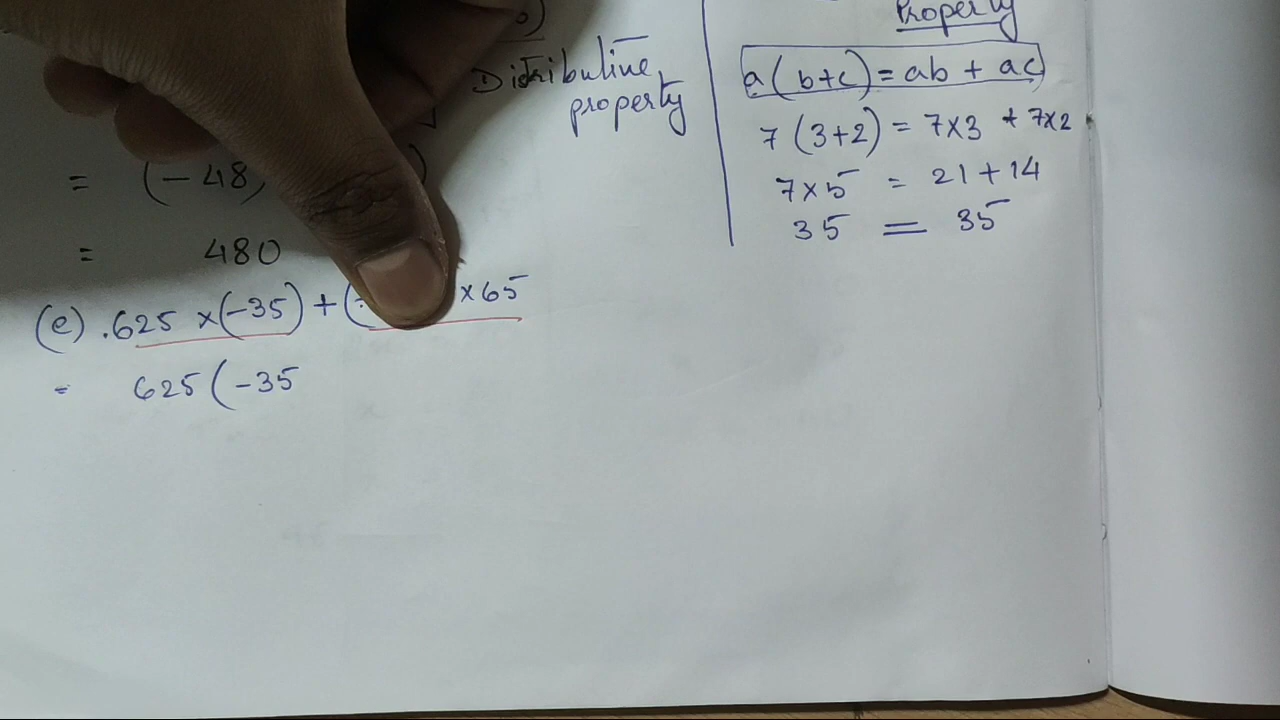 Distributive
property
= (-48)
= 480
(e) .625 ×(-35) + ( ×65
= 625 (-35
Property
a(b+c) = ab + ac
7(3+2) = 7×3 + 7×2
7×5 = 21+14
35 = 35